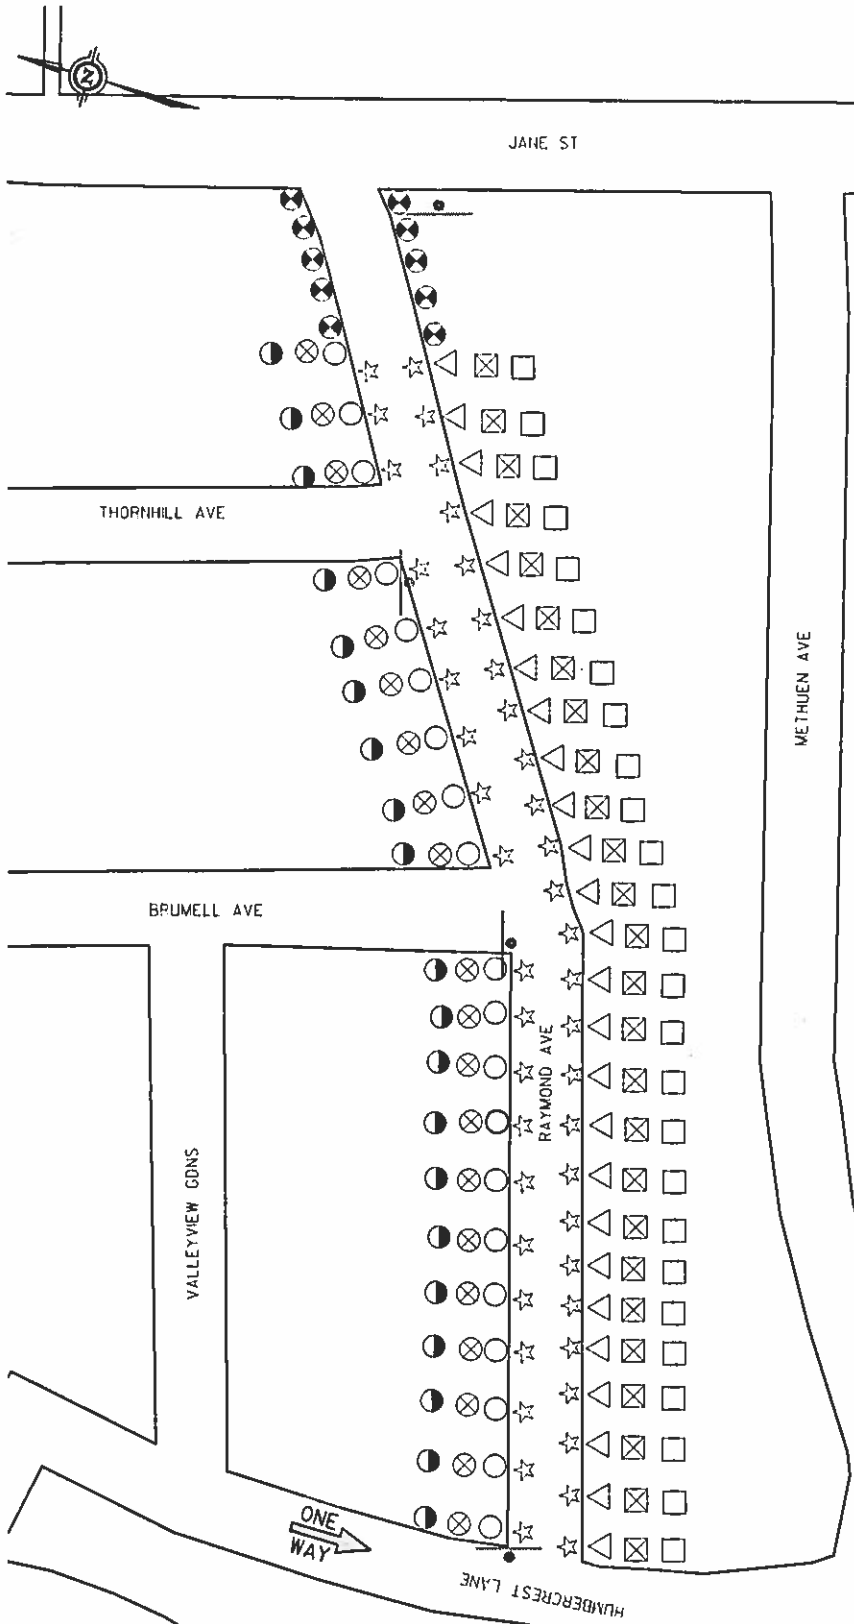 Z
JANE ST
THORNHILL AVE
METHUEN AVE
BRUMELL AVE
RAYMOND AVE
VALLEYVIEW GDNS
ONE
WAY
HUMBERCREST LANE